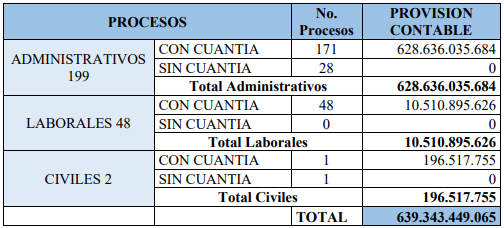 PROCESOS No. Procesos PROVISION CONTABLE
ADMINISTRATIVOS 199 CON CUANTIA 171 628.636.035.684
SIN CUANTIA 28 0
Total Administrativos 628.636.035.684
LABORALES 48 CON CUANTIA 48 10.510.895.626
SIN CUANTIA 0 0
Total Laborales 10.510.895.626
CIVILES 2 CON CUANTIA 1 196.517.755
SIN CUANTIA 1 0
Total Civiles 196.517.755
TOTAL 639.343.449.065